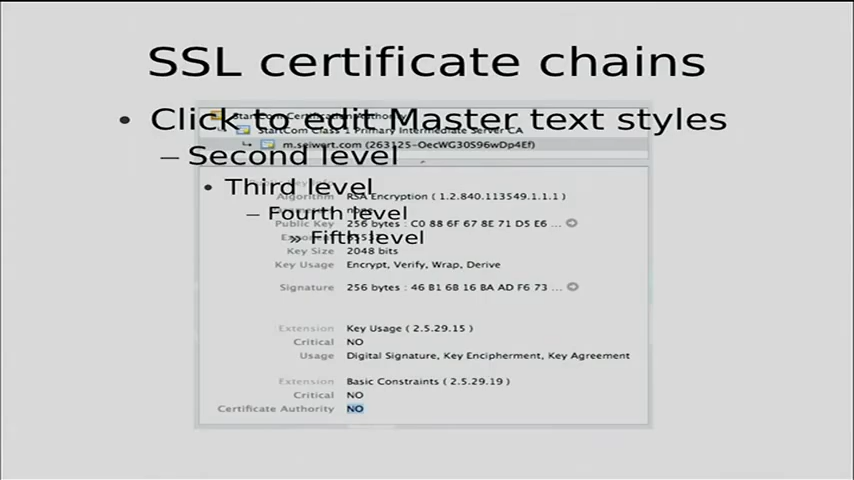 SSL certificate chains
• Click to edit Master text styles
– Second level
• Third level
– Fourth level
» Fifth level
StartCom Certification Authority
StartCom Class 1 Primary Intermediate Server CA
m.seiwert.com (263125-OecWG30S96wDp4Ef)
Algorithm RSA Encryption ( 1.2.840.113549.1.1.1 )
none
Public Key 256 bytes : C0 88 6F 67 8E 71 D5 E6 ...
Key Size 2048 bits
Key Usage Encrypt, Verify, Wrap, Derive
Signature 256 bytes : 46 B1 6B 16 BA AD F6 73 ...
Extension Key Usage ( 2.5.29.15 )
Critical NO
Usage Digital Signature, Key Encipherment, Key Agreement
Extension Basic Constraints ( 2.5.29.19 )
Critical NO
Certificate Authority NO